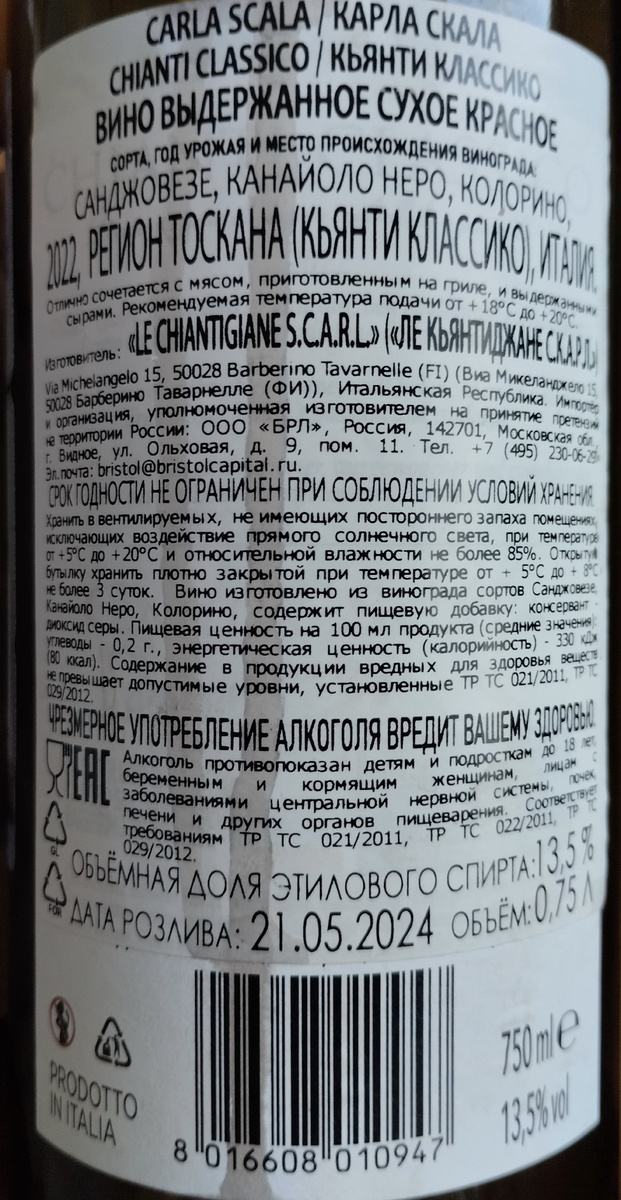 CARLA SCALA / КАРЛА СКАЛА
CHIANTI CLASSICO / КЬЯНТИ КЛАССИКО
ВИНО ВЫДЕРЖАННОЕ СУХОЕ КРАСНОЕ
СОРТА, ГОД УРОЖАЯ И МЕСТО ПРОИСХОЖДЕНИЯ ВИНОГРАДА:
САНДЖОВЕЗЕ, КАНАЙОЛО НЕРО, КОЛОРИНО,
2022, РЕГИОН ТОСКАНА (КЬЯНТИ КЛАССИКО), ИТАЛИЯ.
Отлично сочетается с мясом, приготовленным на гриле, и выдержанными
сырами. Рекомендуемая температура подачи от +18°C до +20°C.
Изготовитель: «LE CHIANTIGIANE S.C.A.R.L.» («ЛЕ КЬЯНТИДЖАНЕ С.К.А.Р.Л.»)
Via Michelangelo 15, 50028 Barberino Tavarnelle (FI) (Виа Микеланджело 15,
50028 Барберино Таварнелле (ФИ)), Итальянская Республика. Импортёр
и организация, уполномоченная изготовителем на принятие претензий
на территории России: ООО «БРЛ», Россия, 142701, Московская обл.,
г. Видное, ул. Ольховая, д. 9, пом. 11. Тел. +7 (495) 230-06-29
Эл.почта: bristol@bristolcapital.ru.
СРОК ГОДНОСТИ НЕ ОГРАНИЧЕН ПРИ СОБЛЮДЕНИИ УСЛОВИЙ ХРАНЕНИЯ.
Хранить в вентилируемых, не имеющих постороннего запаха помещениях,
исключающих воздействие прямого солнечного света, при температуре
от +5°C до +20°C и относительной влажности не более 85%. Открытую
бутылку хранить плотно закрытой при температуре от + 5°C до + 8°C
не более 3 суток. Вино изготовлено из винограда сортов Санджовезе,
Канайоло Неро, Колорино, содержит пищевую добавку: консервант -
диоксид серы. Пищевая ценность на 100 мл продукта (средние значения):
углеводы - 0,2 г., энергетическая ценность (калорийность) - 330 кДж
(80 ккал). Содержание в продукции вредных для здоровья веществ
не превышает допустимые уровни, установленные ТР ТС 021/2011, ТР ТС
029/2012.
ЧРЕЗМЕРНОЕ УПОТРЕБЛЕНИЕ АЛКОГОЛЯ ВРЕДИТ ВАШЕМУ ЗДОРОВЬЮ.
EAC
Алкоголь противопоказан детям и подросткам до 18 лет,
беременным и кормящим женщинам, лицам с
заболеваниями центральной нервной системы, почек,
печени и других органов пищеварения. Соответствует
требованиям ТР ТС 021/2011, ТР ТС 022/2011, ТР ТС
029/2012.
GL
FOR
ОБЪЁМНАЯ ДОЛЯ ЭТИЛОВОГО СПИРТА: 13,5 %
ДАТА РОЗЛИВА: 21.05.2024 ОБЪЁМ: 0,75 Л
PRODOTTO
IN ITALIA
8 016608 010947
750 ml e
13,5% vol